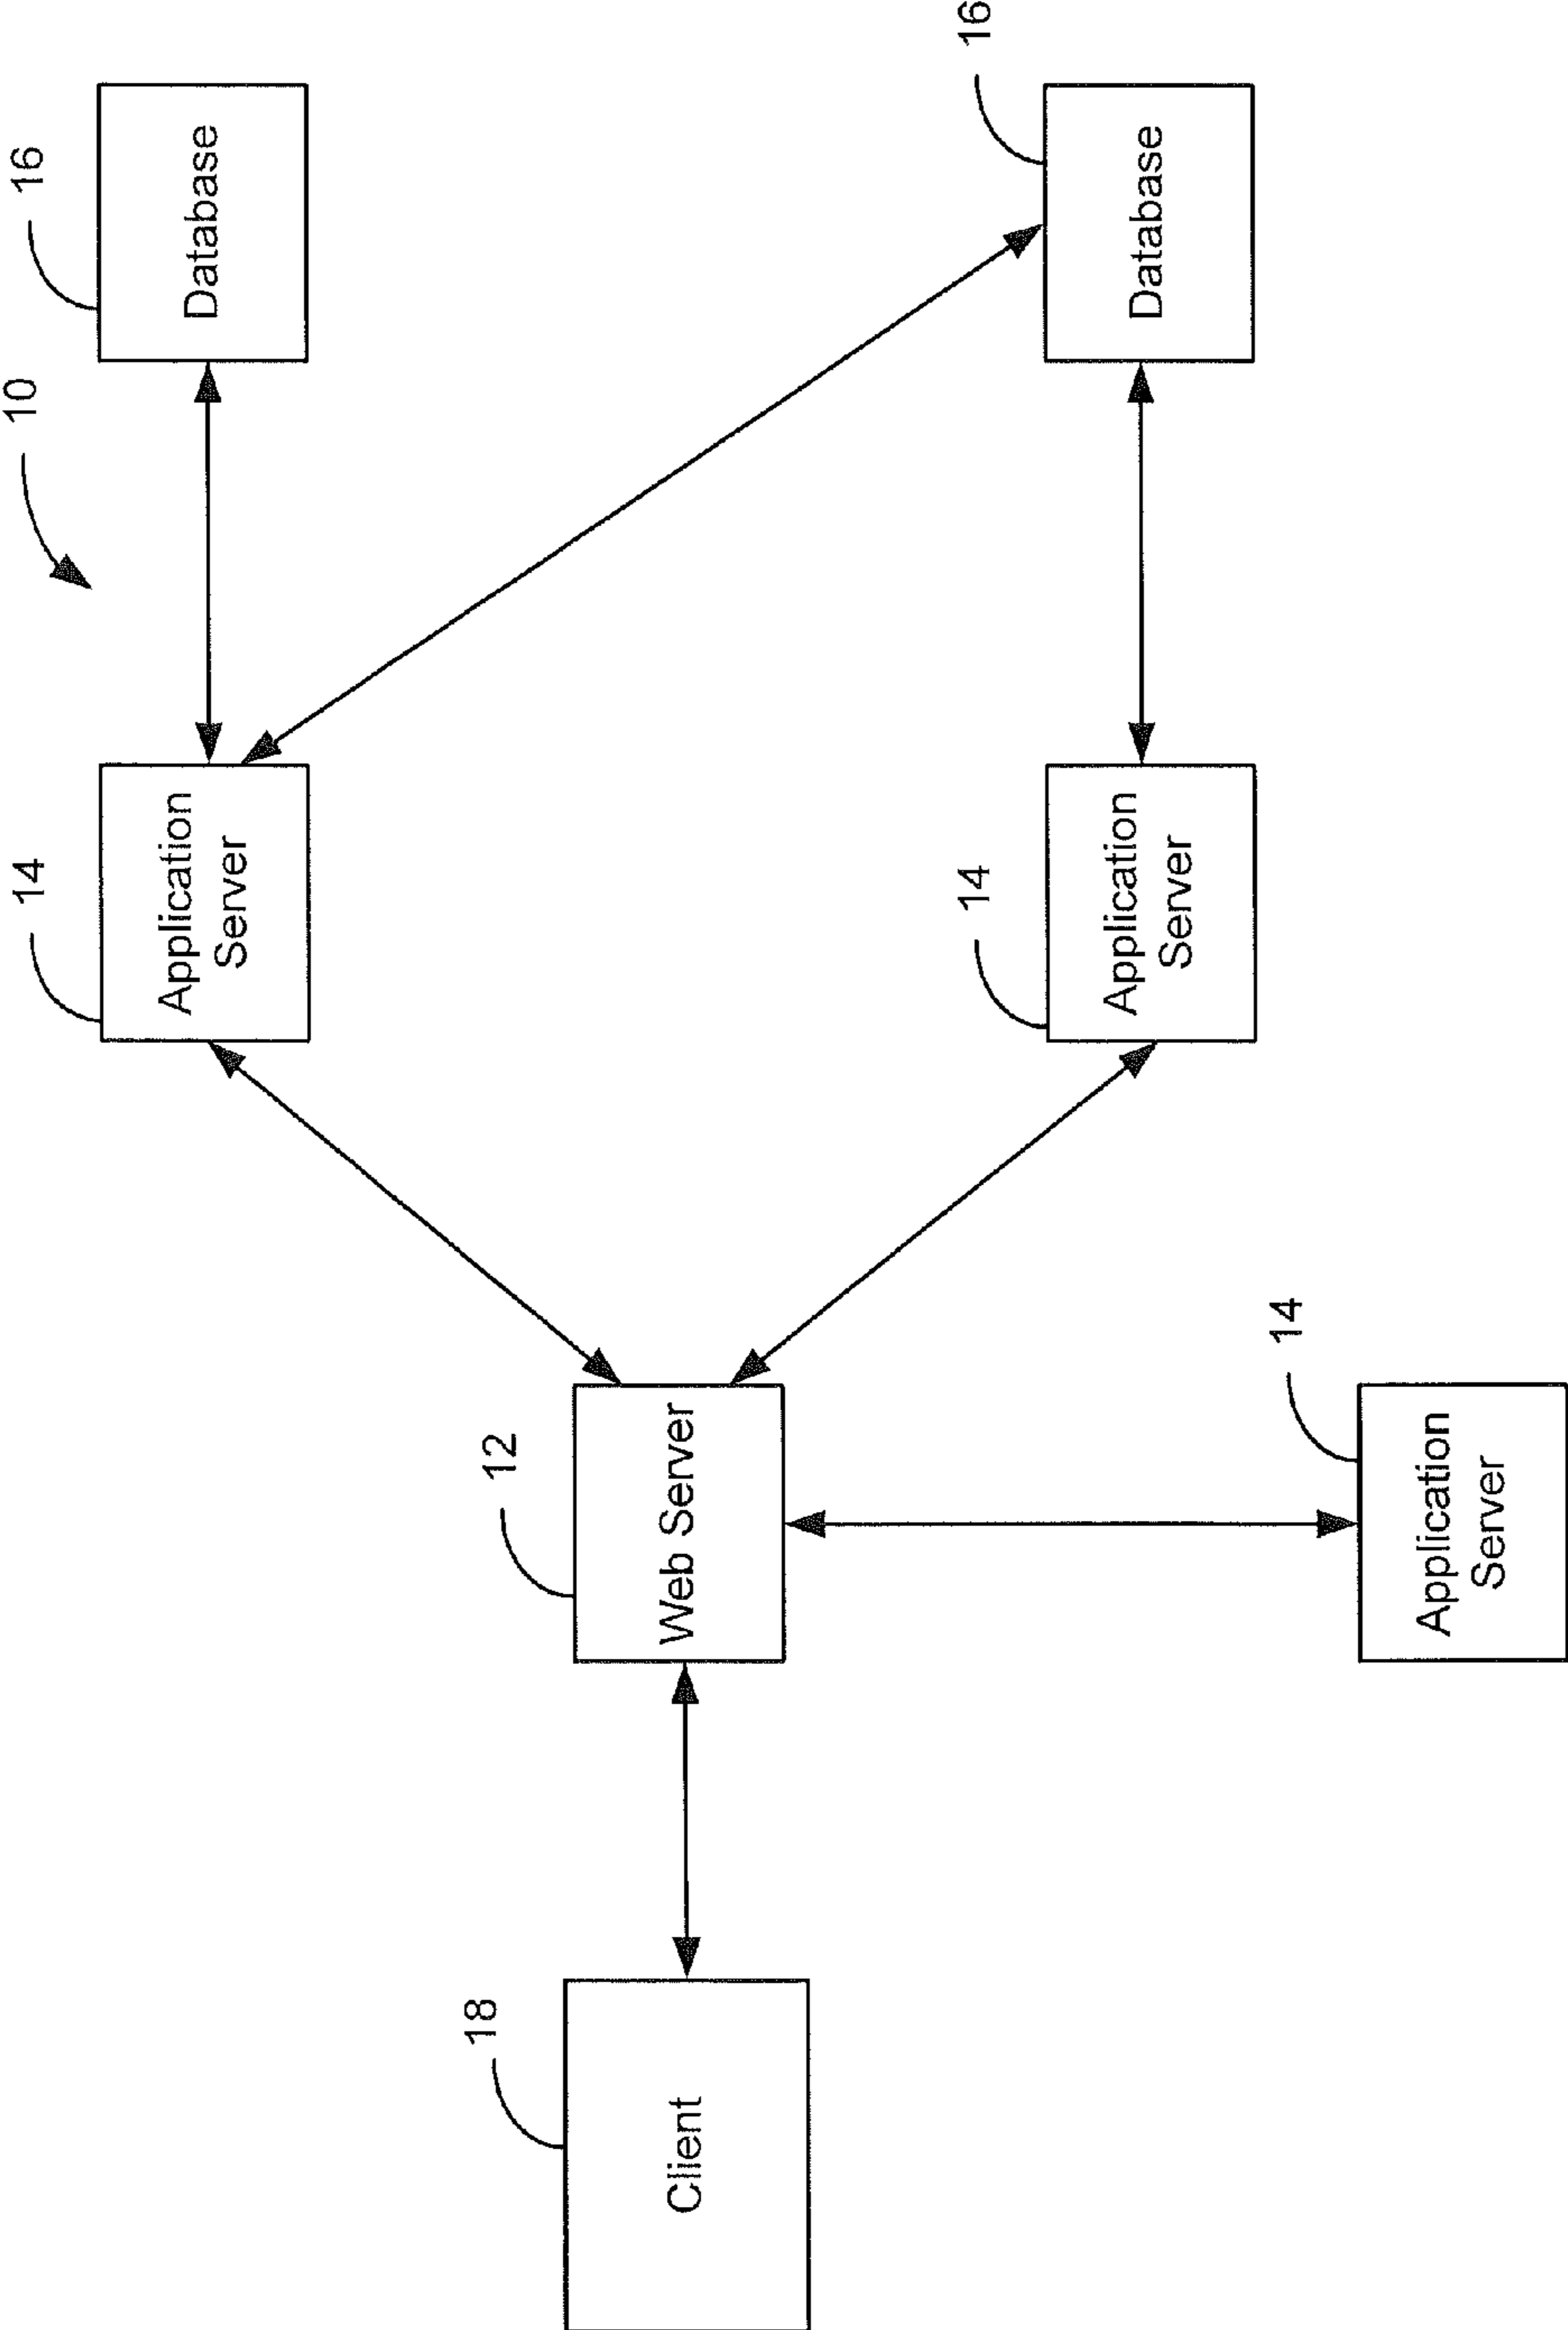 10
18
Client
12
Web Server
14
Application
Server
16
Database
14
Application
Server
16
Database
14
Application
Server